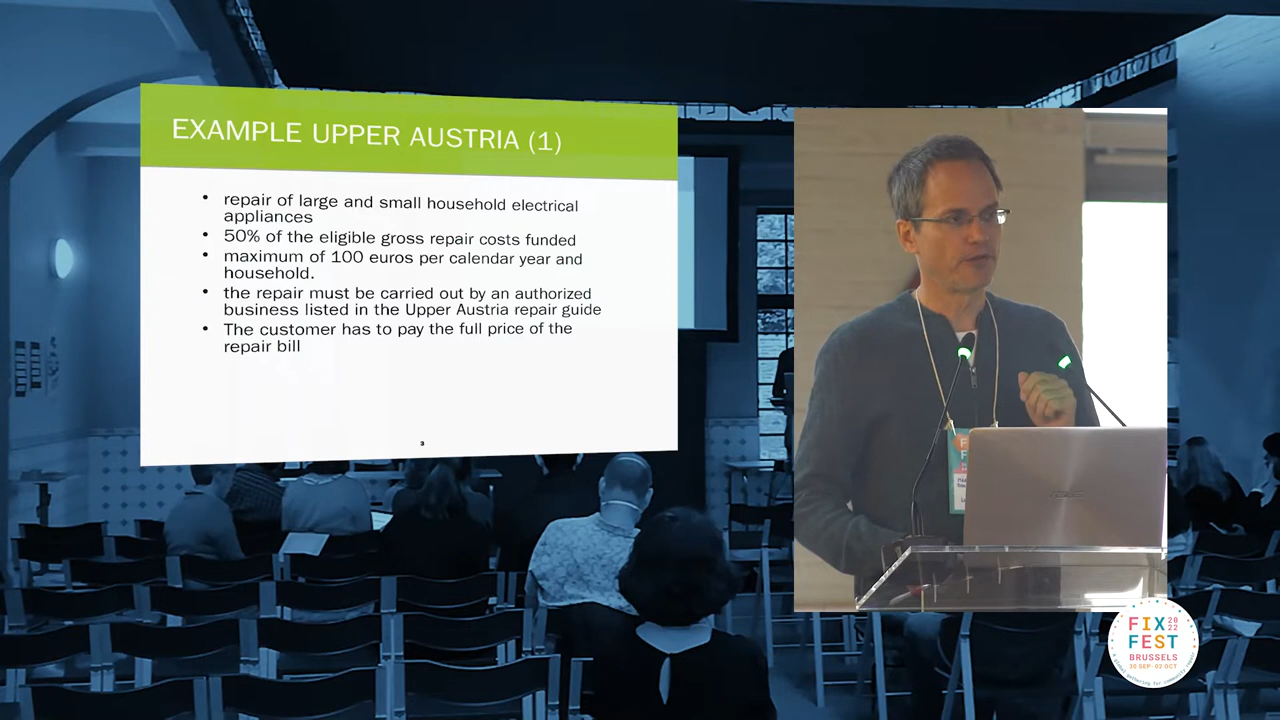 EXAMPLE UPPER AUSTRIA (1)
• repair of large and small household electrical
appliances
• 50% of the eligible gross repair costs funded
• maximum of 100 euros per calendar year and
household.
• the repair must be carried out by an authorized
business listed in the Upper Austria repair guide
• The customer has to pay the full price of the
repair bill
3
ASUS
FIX 20
22
FEST
BRUSSELS
30 SEP-02 OCT